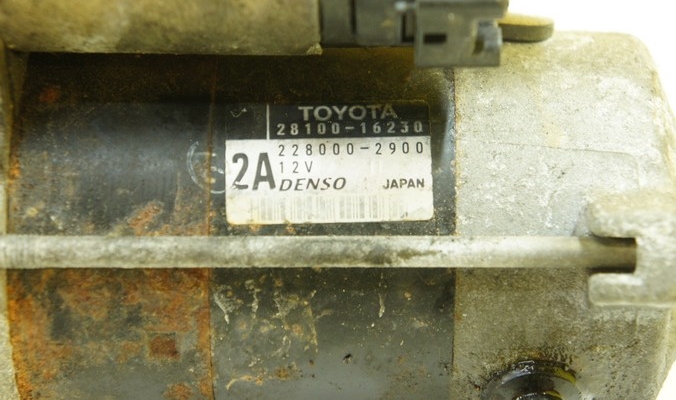 TOYOTA
28100-16230
228000-2900
2A
12V
DENSO
JAPAN